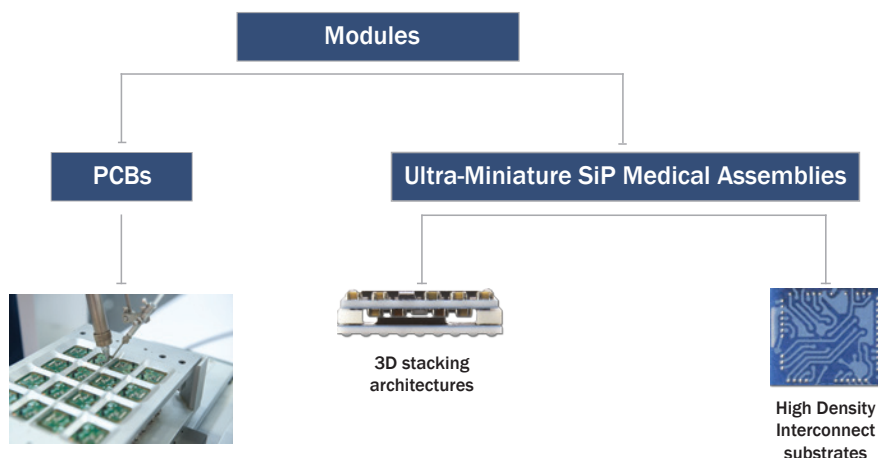 Modules
PCBs
Ultra-Miniature SiP Medical Assemblies
3D stacking
architectures
High Density
Interconnect
substrates